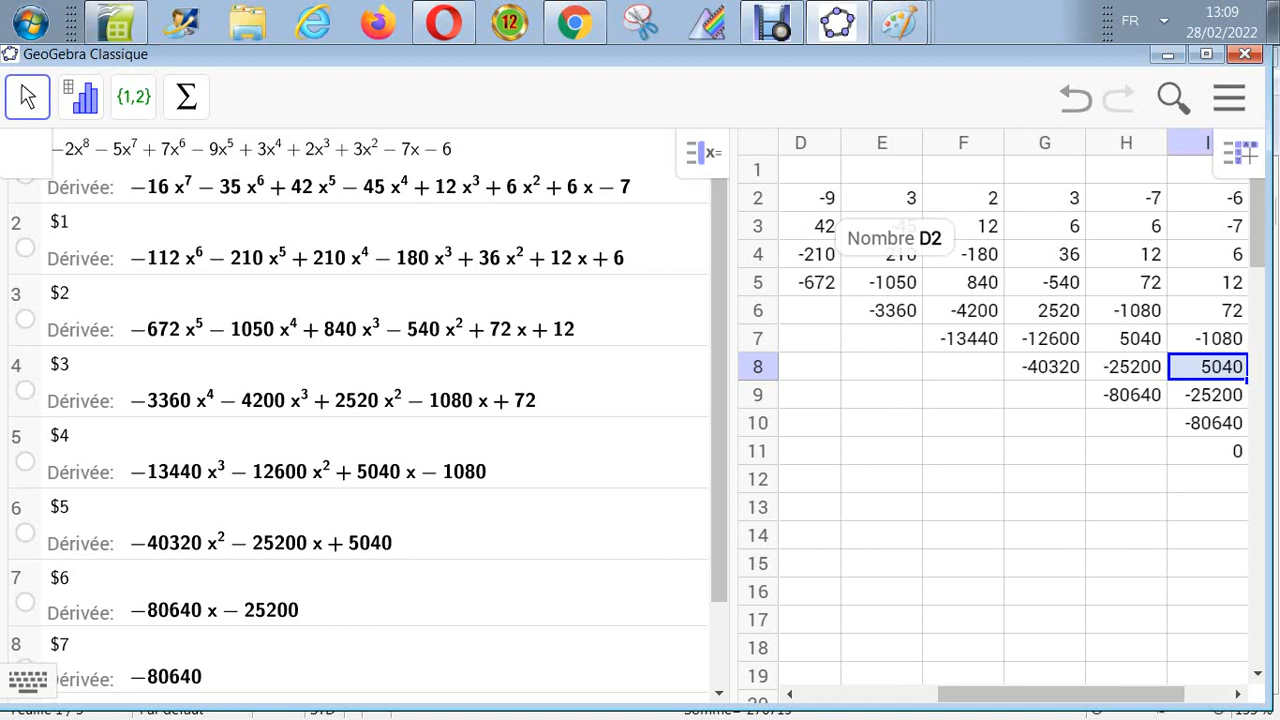 12
FR
13:09
28/02/2022
GeoGebra Classique
{1,2}
Σ
−2x⁸ − 5x⁷ + 7x⁶ − 9x⁵ + 3x⁴ + 2x³ + 3x² − 7x − 6
x=
Dérivée: −16 x⁷ − 35 x⁶ + 42 x⁵ − 45 x⁴ + 12 x³ + 6 x² + 6 x − 7
2 $1
Dérivée: −112 x⁶ − 210 x⁵ + 210 x⁴ − 180 x³ + 36 x² + 12 x + 6
3 $2
Dérivée: −672 x⁵ − 1050 x⁴ + 840 x³ − 540 x² + 72 x + 12
4 $3
Dérivée: −3360 x⁴ − 4200 x³ + 2520 x² − 1080 x + 72
5 $4
Dérivée: −13440 x³ − 12600 x² + 5040 x − 1080
6 $5
Dérivée: −40320 x² − 25200 x + 5040
7 $6
Dérivée: −80640 x − 25200
8 $7
Dérivée: −80640
D E F G H I
1
2 -9 3 2 3 -7 -6
3 42 -45 12 6 6 -7
Nombre D2
4 -210 210 -180 36 12 6
5 -672 -1050 840 -540 72 12
6 -3360 -4200 2520 -1080 72
7 -13440 -12600 5040 -1080
8 -40320 -25200 5040
9 -80640 -25200
10 -80640
11 0
12
13
14
15
16
17
18
19